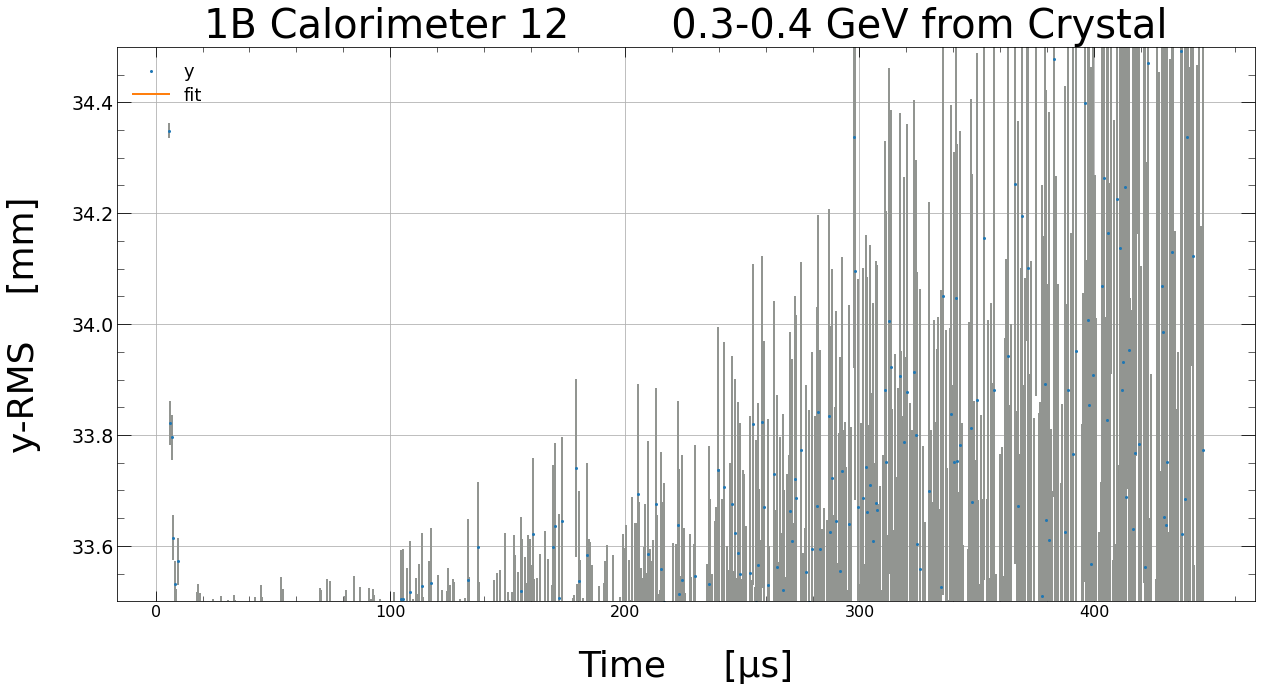 1B Calorimeter 12 0.3-0.4 GeV from Crystal
y
fit
34.4
34.2
34.0
33.8
33.6
y-RMS [mm]
0 100 200 300 400
Time [µs]